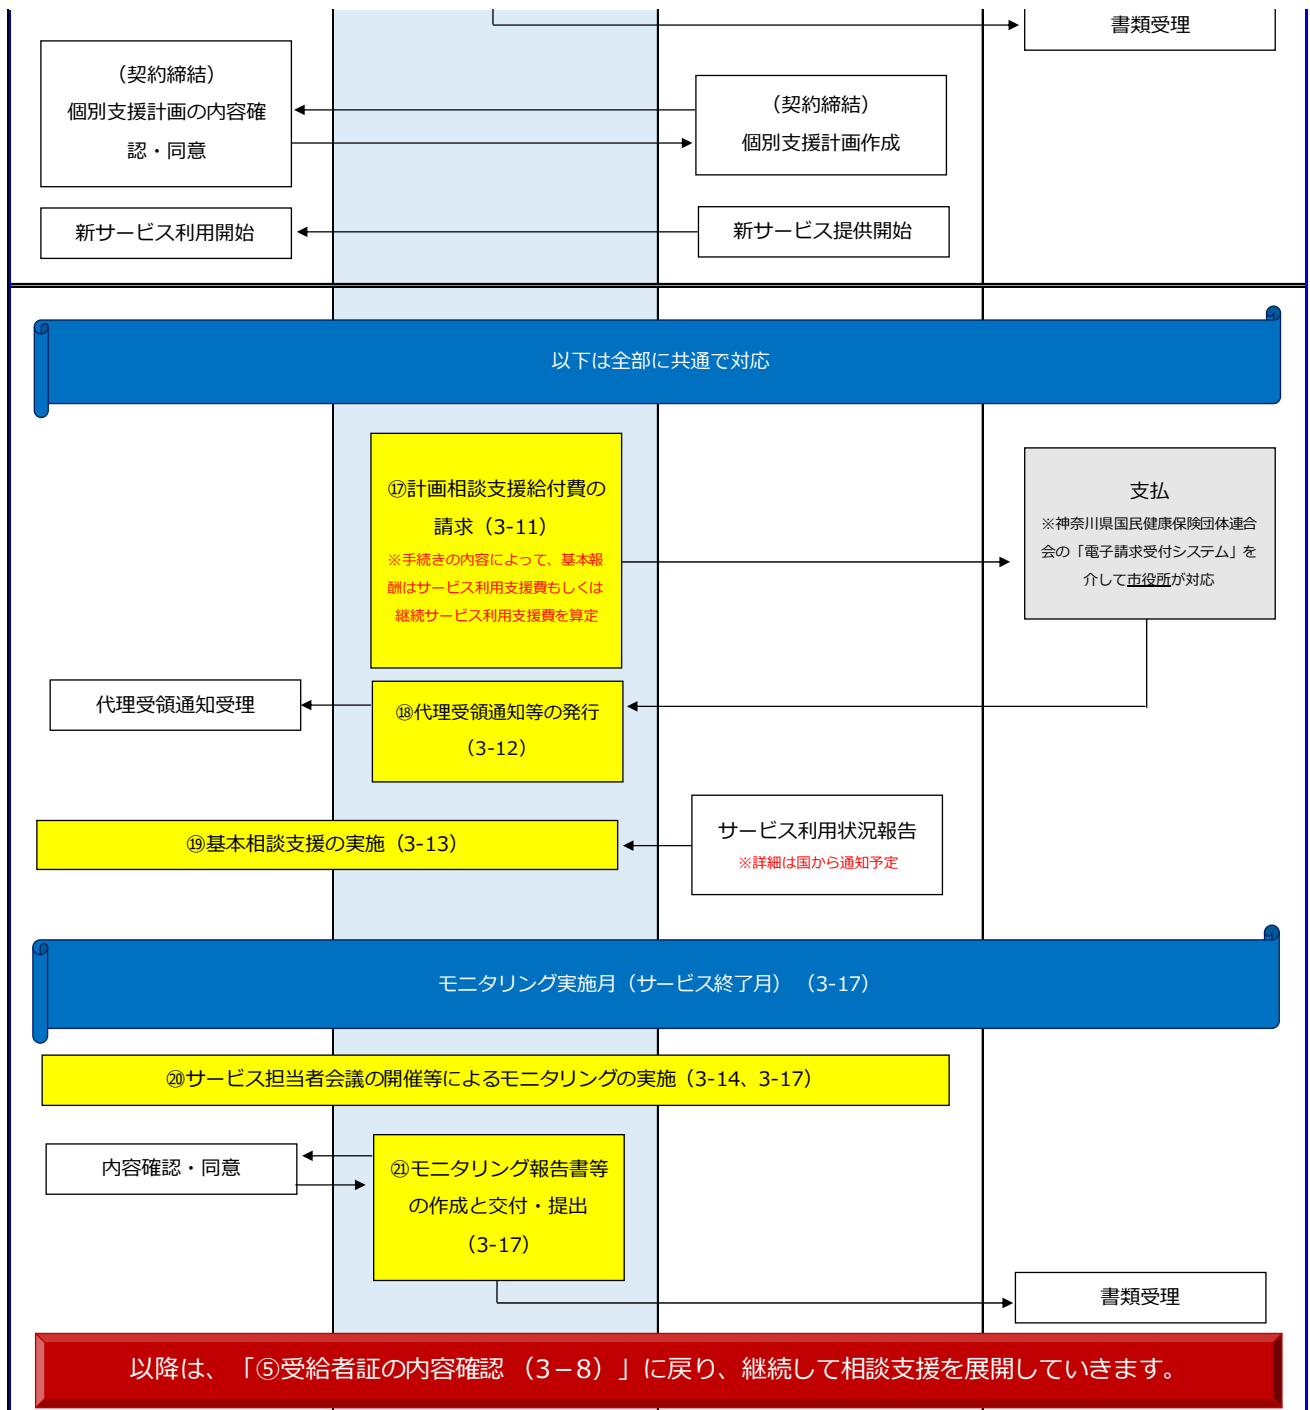 書類受理
（契約締結）
個別支援計画の内容確
認・同意
（契約締結）
個別支援計画作成
新サービス利用開始
新サービス提供開始
以下は全部に共通で対応
⑰計画相談支援給付費の
請求（3-11）
※手続きの内容によって、基本報
酬はサービス利用支援費もしくは
継続サービス利用支援費を算定
支払
※神奈川県国民健康保険団体連合
会の「電子請求受付システム」を
介して市役所が対応
代理受領通知受理
⑱代理受領通知等の発行
（3-12）
⑲基本相談支援の実施（3-13）
サービス利用状況報告
※詳細は国から通知予定
モニタリング実施月（サービス終了月）（3-17）
⑳サービス担当者会議の開催等によるモニタリングの実施（3-14、3-17）
内容確認・同意
㉑モニタリング報告書等
の作成と交付・提出
（3-17）
書類受理
以降は、「⑤受給者証の内容確認（3－8）」に戻り、継続して相談支援を展開していきます。